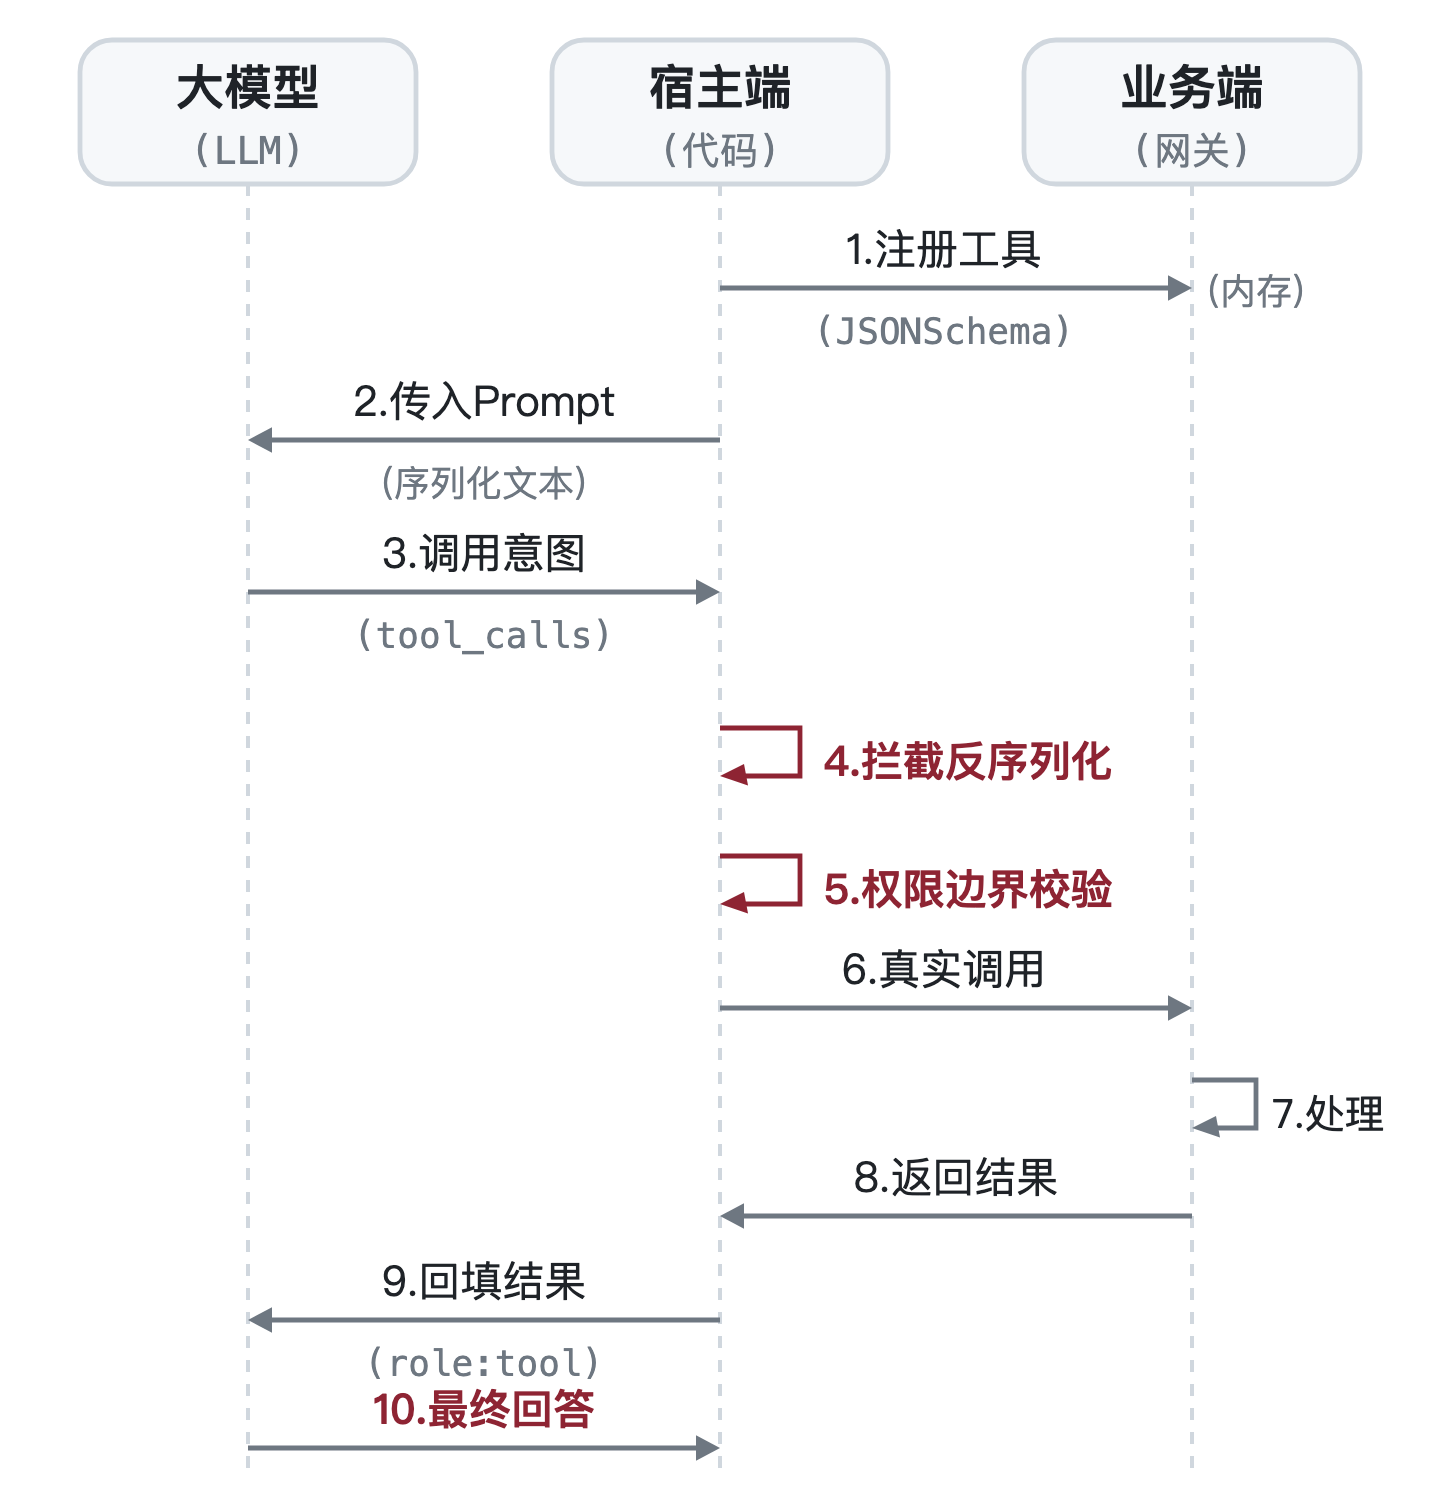 大模型
(LLM)
宿主端
(代码)
业务端
(网关)
1.注册工具
(内存)
(JSONSchema)
2.传入Prompt
(序列化文本)
3.调用意图
(tool_calls)
4.拦截反序列化
5.权限边界校验
6.真实调用
7.处理
8.返回结果
9.回填结果
(role:tool)
10.最终回答